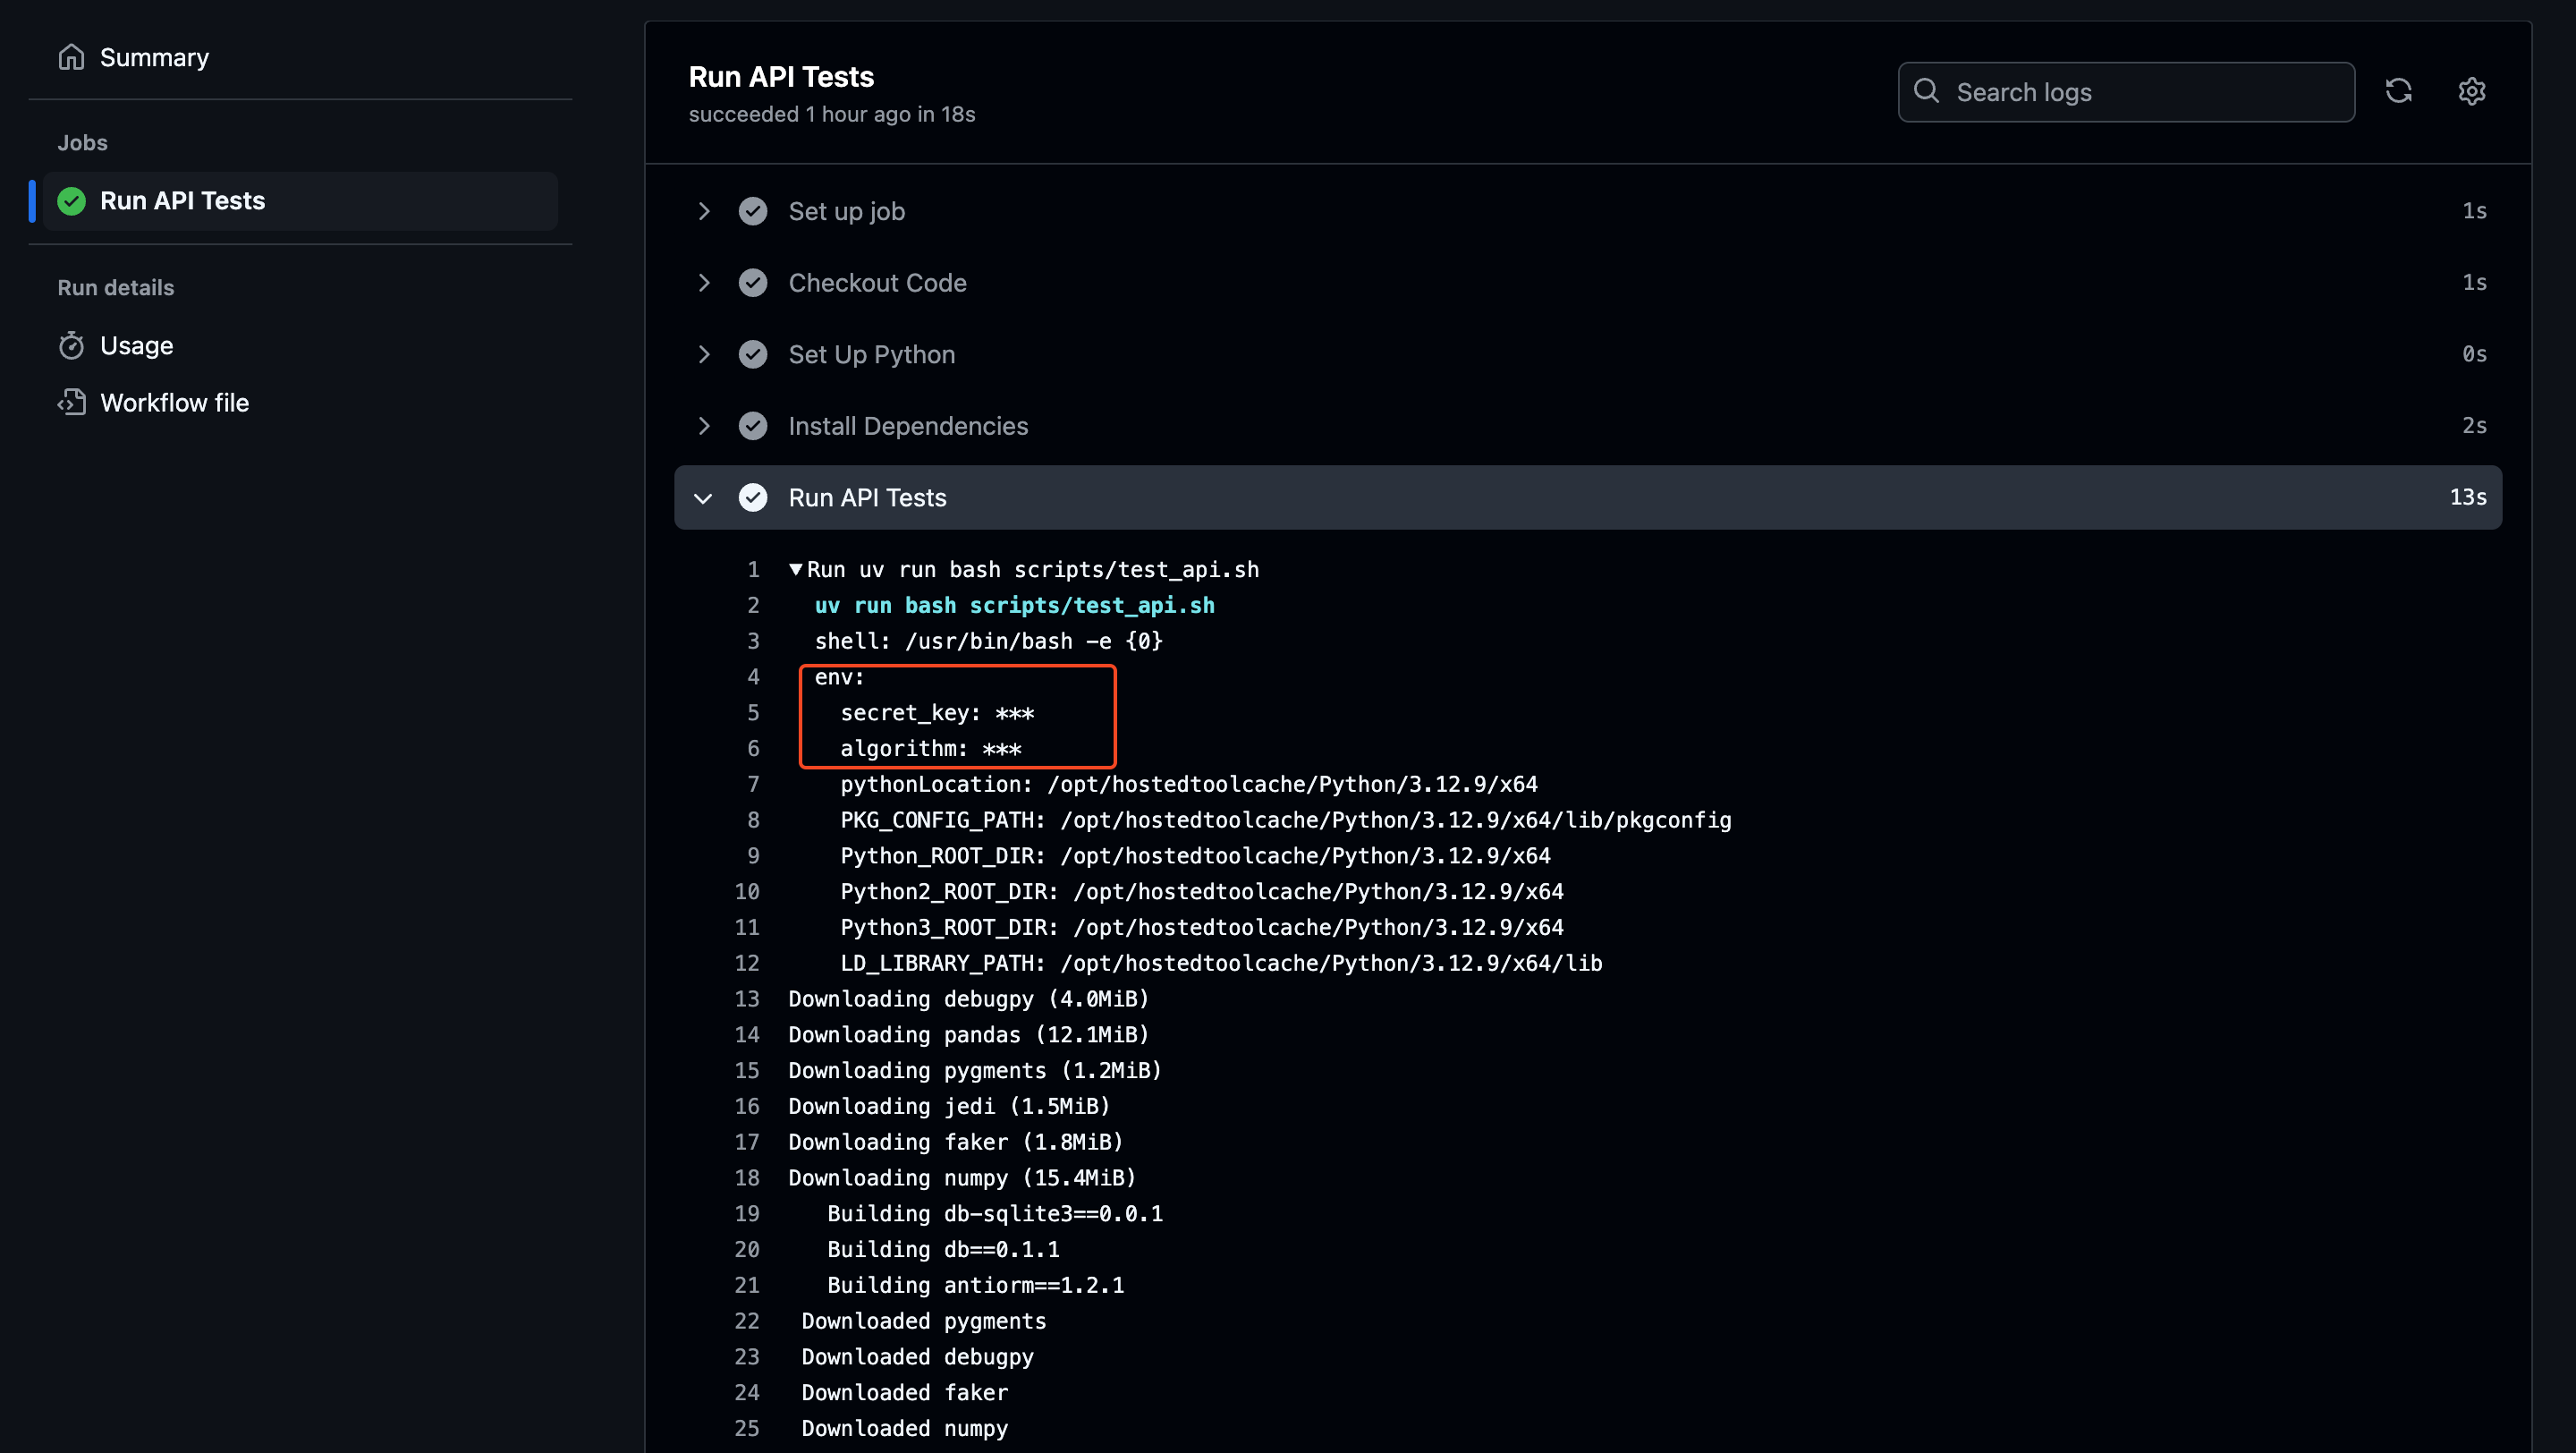 Summary
Jobs
Run API Tests
Run details
Usage
Workflow file
Run API Tests
succeeded 1 hour ago in 18s
Search logs
Set up job 1s
Checkout Code 1s
Set Up Python 0s
Install Dependencies 2s
Run API Tests 13s
1 ▼Run uv run bash scripts/test_api.sh
2 uv run bash scripts/test_api.sh
3 shell: /usr/bin/bash -e {0}
4 env:
5 secret_key: ***
6 algorithm: ***
7 pythonLocation: /opt/hostedtoolcache/Python/3.12.9/x64
8 PKG_CONFIG_PATH: /opt/hostedtoolcache/Python/3.12.9/x64/lib/pkgconfig
9 Python_ROOT_DIR: /opt/hostedtoolcache/Python/3.12.9/x64
10 Python2_ROOT_DIR: /opt/hostedtoolcache/Python/3.12.9/x64
11 Python3_ROOT_DIR: /opt/hostedtoolcache/Python/3.12.9/x64
12 LD_LIBRARY_PATH: /opt/hostedtoolcache/Python/3.12.9/x64/lib
13 Downloading debugpy (4.0MiB)
14 Downloading pandas (12.1MiB)
15 Downloading pygments (1.2MiB)
16 Downloading jedi (1.5MiB)
17 Downloading faker (1.8MiB)
18 Downloading numpy (15.4MiB)
19 Building db-sqlite3==0.0.1
20 Building db==0.1.1
21 Building antiorm==1.2.1
22 Downloaded pygments
23 Downloaded debugpy
24 Downloaded faker
25 Downloaded numpy